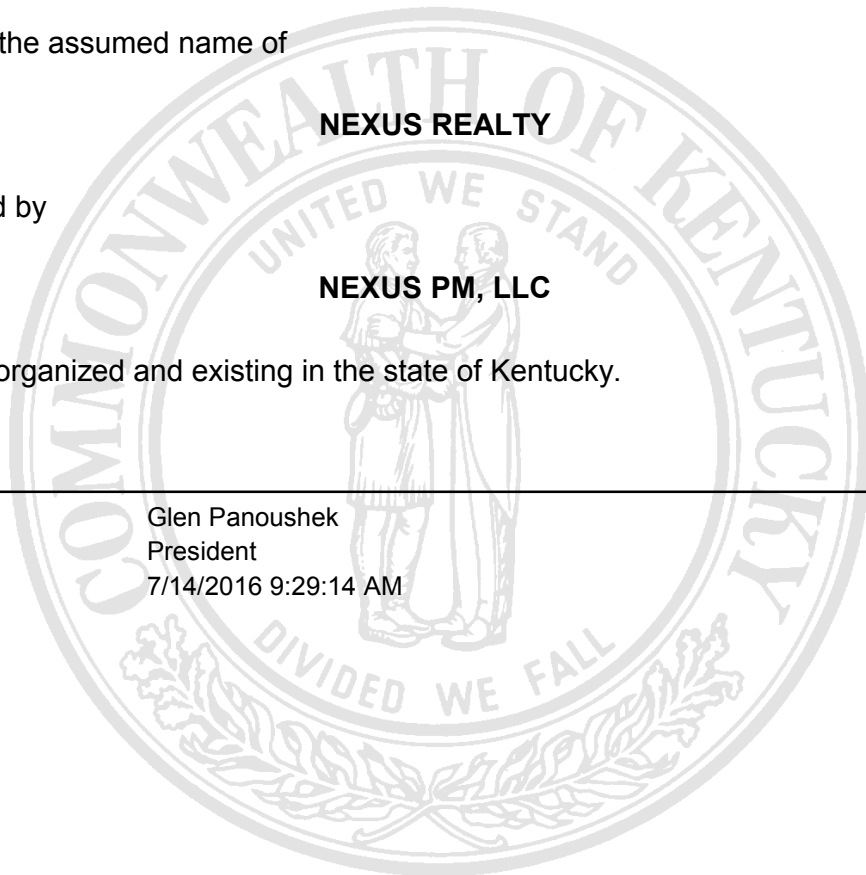 the assumed name of
NEXUS REALTY
d by
NEXUS PM, LLC
organized and existing in the state of Kentucky.
Glen Panoushek
President
7/14/2016 9:29:14 AM
COMMONWEALTH OF KENTUCKY
UNITED WE STAND
DIVIDED WE FALL